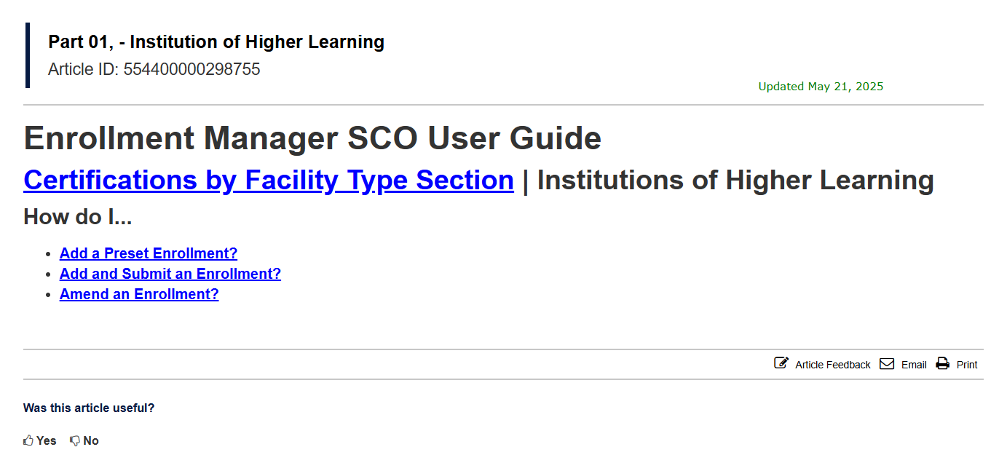 Part 01, - Institution of Higher Learning
Article ID: 554400000298755
Updated May 21, 2025
Enrollment Manager SCO User Guide
Certifications by Facility Type Section | Institutions of Higher Learning
How do I...
• Add a Preset Enrollment?
• Add and Submit an Enrollment?
• Amend an Enrollment?
Article Feedback Email Print
Was this article useful?
Yes No